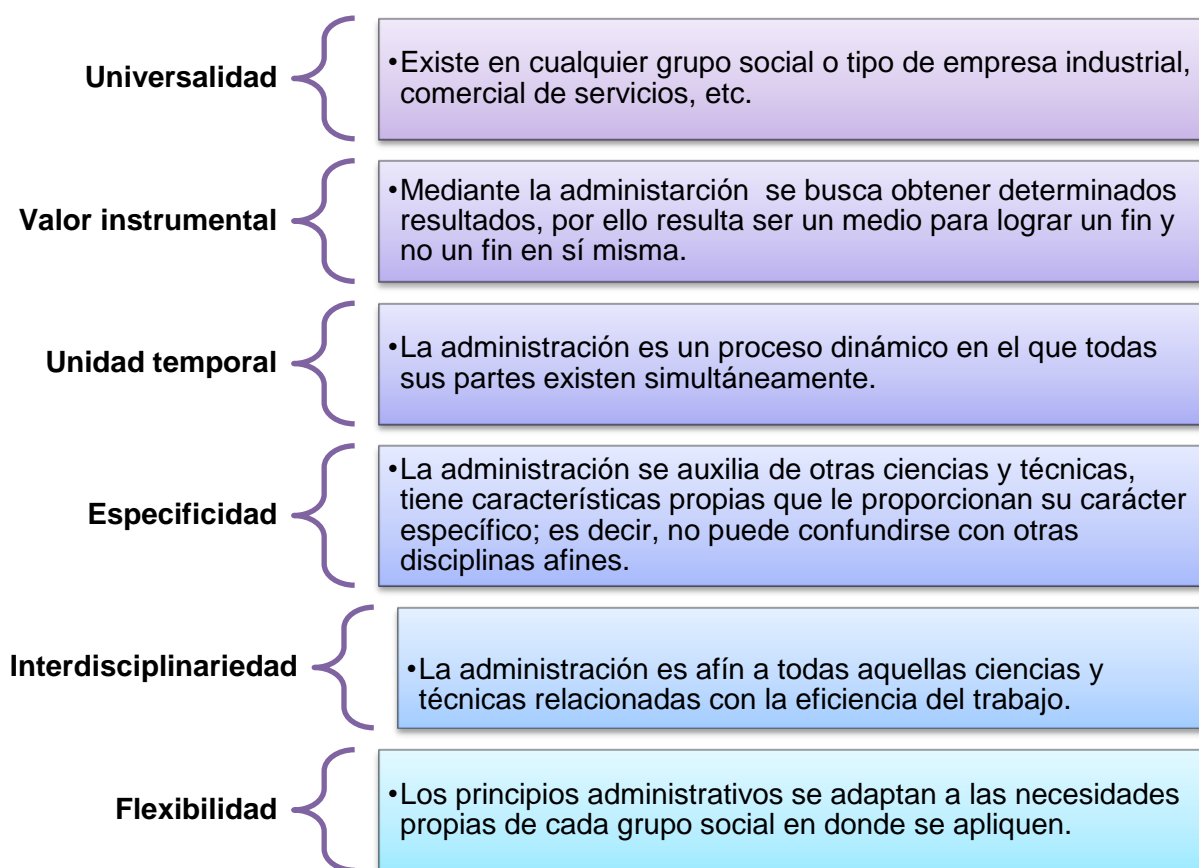 Universalidad
•Existe en cualquier grupo social o tipo de empresa industrial,
comercial de servicios, etc.
Valor instrumental
•Mediante la administarción  se busca obtener determinados
resultados, por ello resulta ser un medio para lograr un fin y
no un fin en sí misma.
Unidad temporal
•La administración es un proceso dinámico en el que todas
sus partes existen simultáneamente.
Especificidad
•La administración se auxilia de otras ciencias y técnicas,
tiene características propias que le proporcionan su carácter
específico; es decir, no puede confundirse con otras
disciplinas afines.
Interdisciplinariedad
•La administración es afín a todas aquellas ciencias y
técnicas relacionadas con la eficiencia del trabajo.
Flexibilidad
•Los principios administrativos se adaptan a las necesidades
propias de cada grupo social en donde se apliquen.